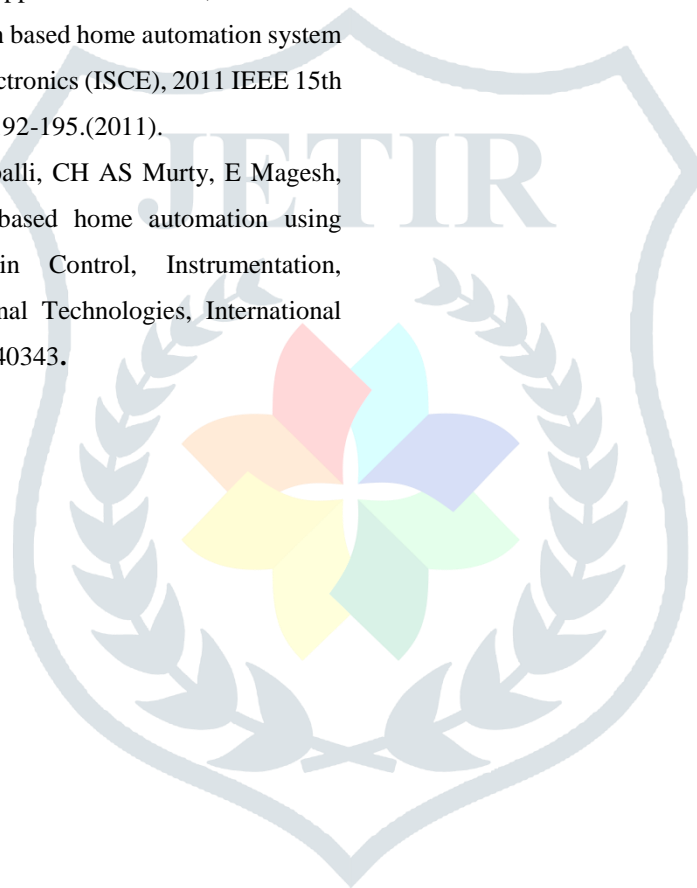 based home automation system
ctronics (ISCE), 2011 IEEE 15th
92-195.(2011).
JETIR
alli, CH AS Murty, E Magesh,
based home automation using
in Control, Instrumentation,
nal Technologies, International
40343.